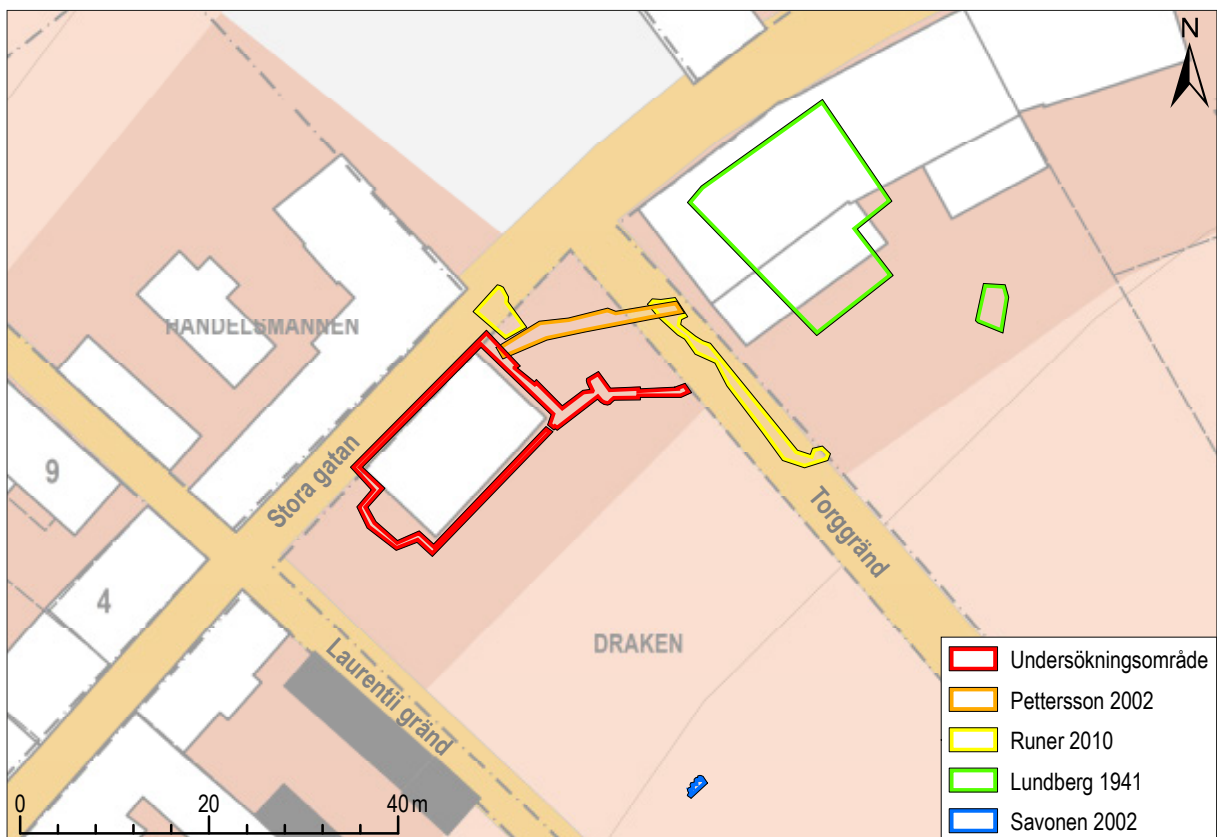 N
HANDELSMANNEN
9
Stora gatan
Torggränd
4
DRAKEN
Laurentii gränd
0 20 40 m
Undersökningsområde
Pettersson 2002
Runer 2010
Lundberg 1941
Savonen 2002